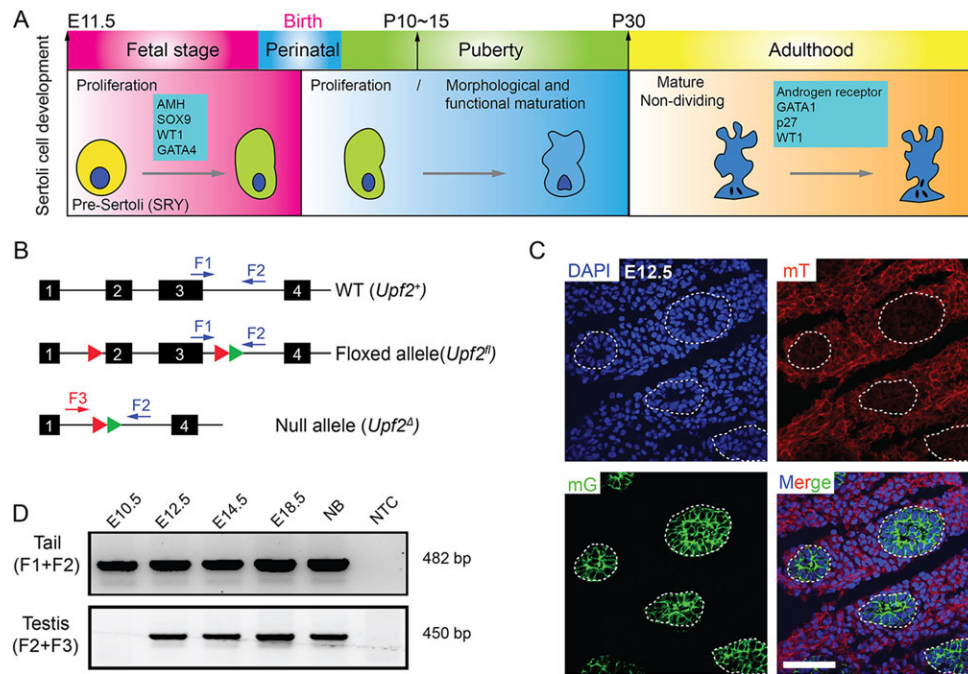 A
E11.5
Birth
P10~15
P30
Fetal stage
Perinatal
Puberty
Adulthood
Sertoli cell development
Proliferation
AMH
SOX9
WT1
GATA4
Pre-Sertoli (SRY)
Proliferation / Morphological and
functional maturation
Mature
Non-dividing
Androgen receptor
GATA1
p27
WT1
B
F1
F2
1 2 3 4 WT (Upf2⁺)
F1
F2
1 2 3 4 Floxed allele(Upf2ᶠˡ)
F3
F2
1 4 Null allele (Upf2ᐃ)
C
DAPI E12.5
mT
mG
Merge
D
E10.5 E12.5 E14.5 E18.5 NB NTC
Tail
(F1+F2)
482 bp
Testis
(F2+F3)
450 bp